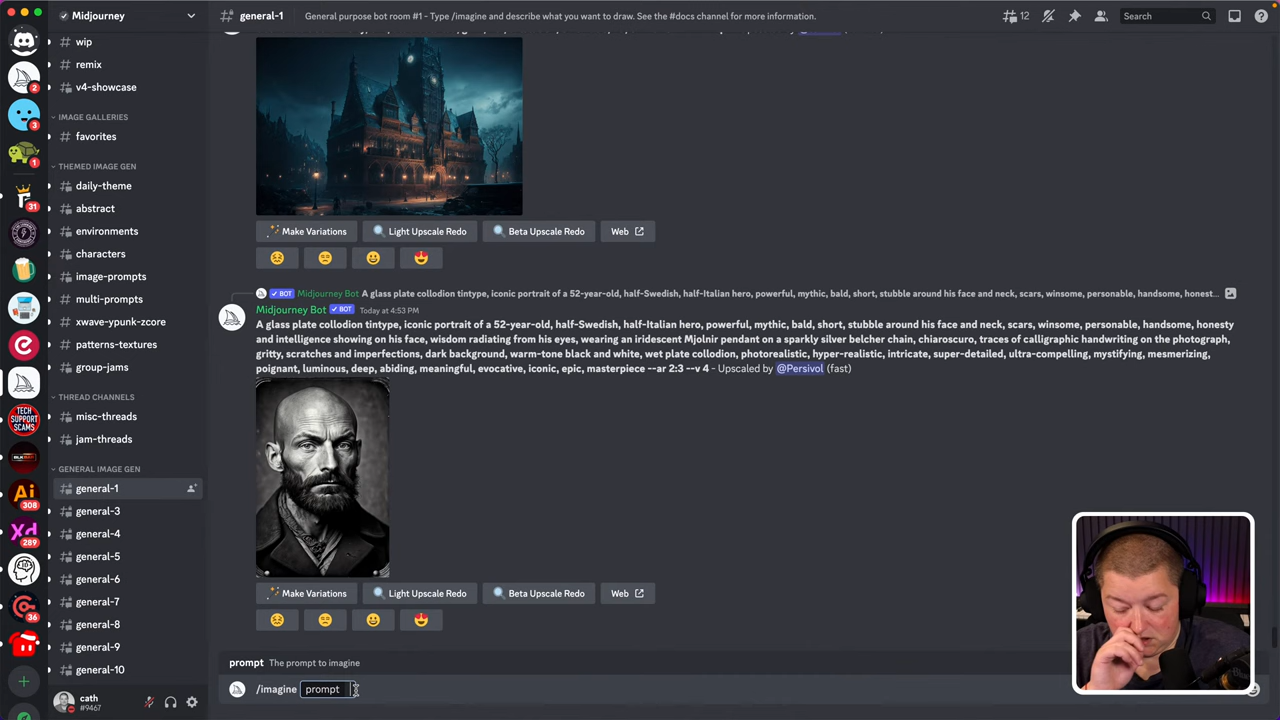 Midjourney
general-1
General purpose bot room #1 - Type /imagine and describe what you want to draw. See the #docs channel for more information.
12
Search
wip
remix
v4-showcase
IMAGE GALLERIES
favorites
THEMED IMAGE GEN
daily-theme
abstract
environments
characters
image-prompts
multi-prompts
xwave-ypunk-zcore
patterns-textures
group-jams
THREAD CHANNELS
misc-threads
jam-threads
GENERAL IMAGE GEN
general-1
general-3
general-4
general-5
general-6
general-7
general-8
general-9
general-10
cath
#9467
2
3
1
31
TECH
SUPPORT
SCAMS
Ai
308
Xd
289
36
Make Variations
Light Upscale Redo
Beta Upscale Redo
Web
BOT Midjourney Bot A glass plate collodion tintype, iconic portrait of a 52-year-old, half-Swedish, half-Italian hero, powerful, mythic, bald, short, stubble around his face and neck, scars, winsome, personable, handsome, honest...
Midjourney Bot BOT Today at 4:53 PM
A glass plate collodion tintype, iconic portrait of a 52-year-old, half-Swedish, half-Italian hero, powerful, mythic, bald, short, stubble around his face and neck, scars, winsome, personable, handsome, honesty
and intelligence showing on his face, wisdom radiating from his eyes, wearing an iridescent Mjolnir pendant on a sparkly silver belcher chain, chiaroscuro, traces of calligraphic handwriting on the photograph,
gritty, scratches and imperfections, dark background, warm-tone black and white, wet plate collodion, photorealistic, hyper-realistic, intricate, super-detailed, ultra-compelling, mystifying, mesmerizing,
poignant, luminous, deep, abiding, meaningful, evocative, iconic, epic, masterpiece --ar 2:3 --v 4 - Upscaled by @Persivol (fast)
Make Variations
Light Upscale Redo
Beta Upscale Redo
Web
prompt The prompt to imagine
/imagine prompt